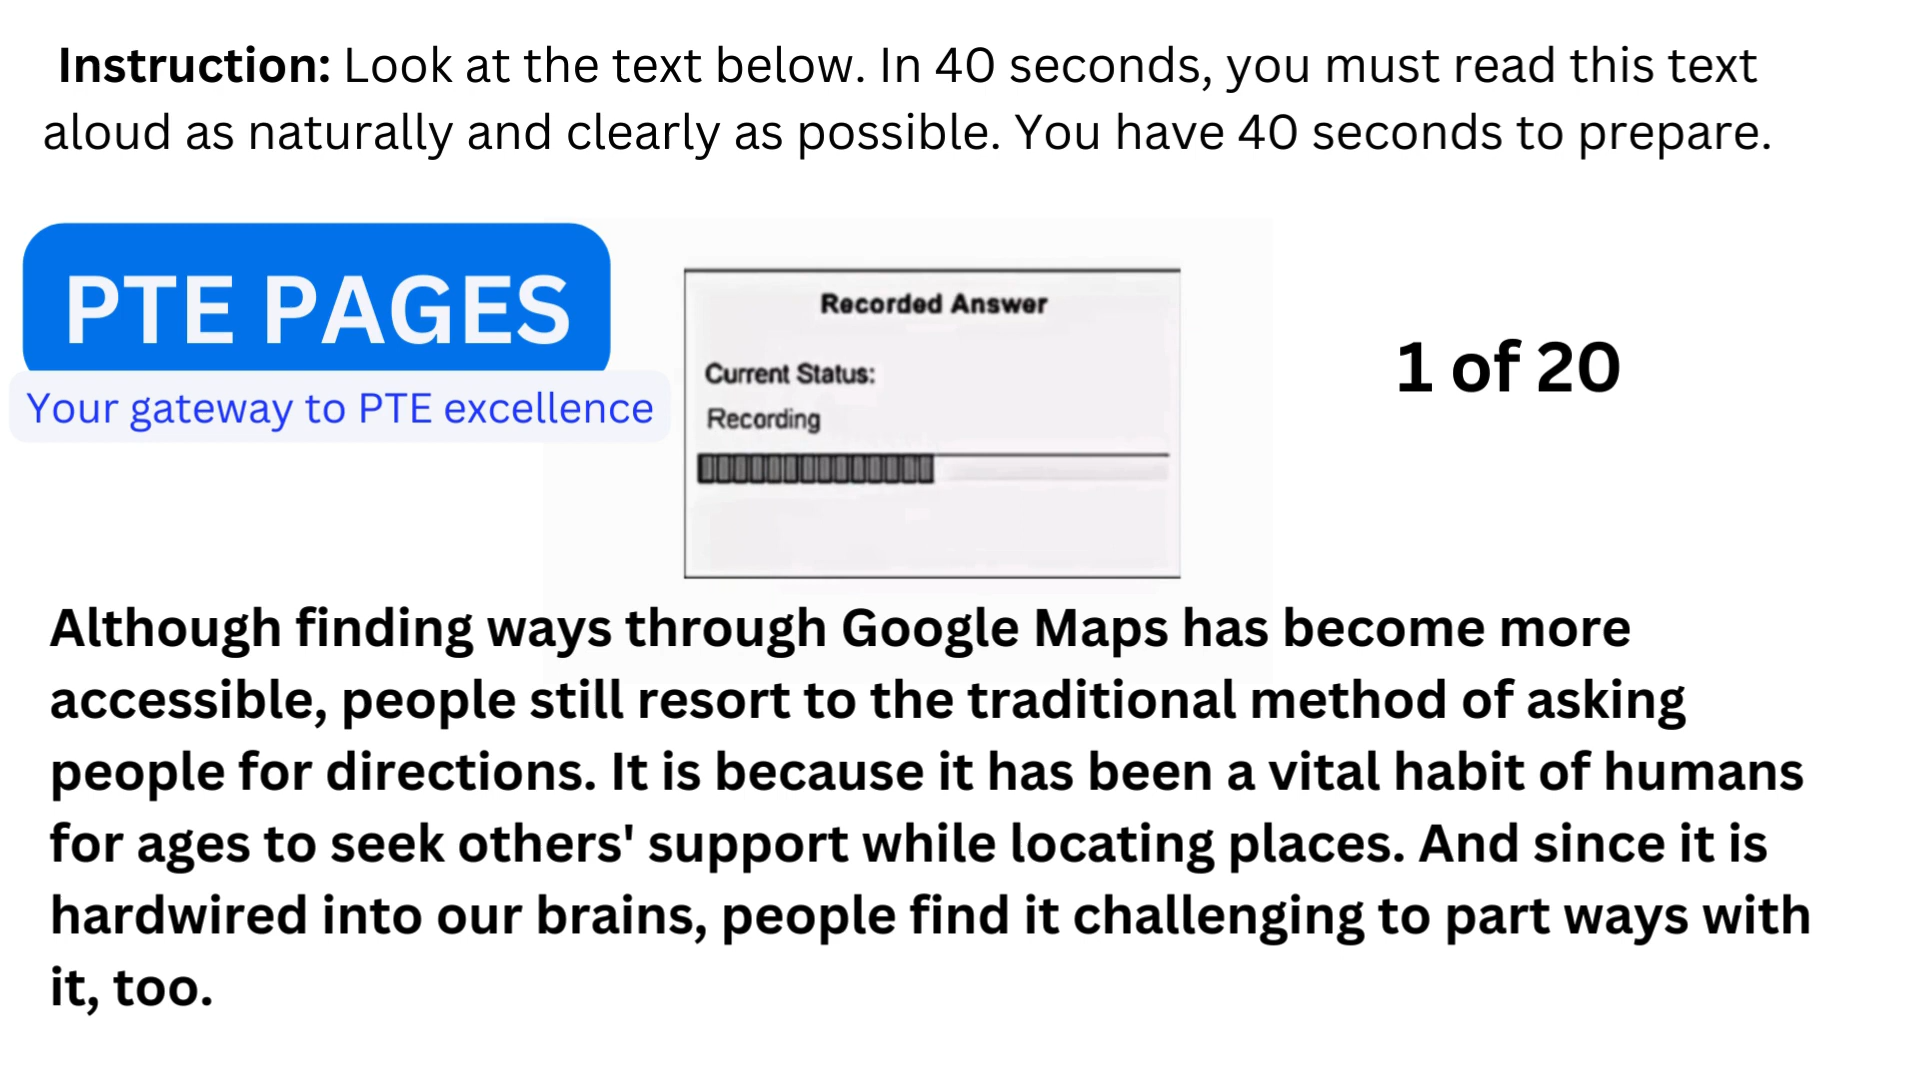 Instruction: Look at the text below. In 40 seconds, you must read this text
aloud as naturally and clearly as possible. You have 40 seconds to prepare.
PTE PAGES
Your gateway to PTE excellence
Recorded Answer
Current Status:
Recording
1 of 20
Although finding ways through Google Maps has become more
accessible, people still resort to the traditional method of asking
people for directions. It is because it has been a vital habit of humans
for ages to seek others' support while locating places. And since it is
hardwired into our brains, people find it challenging to part ways with
it, too.